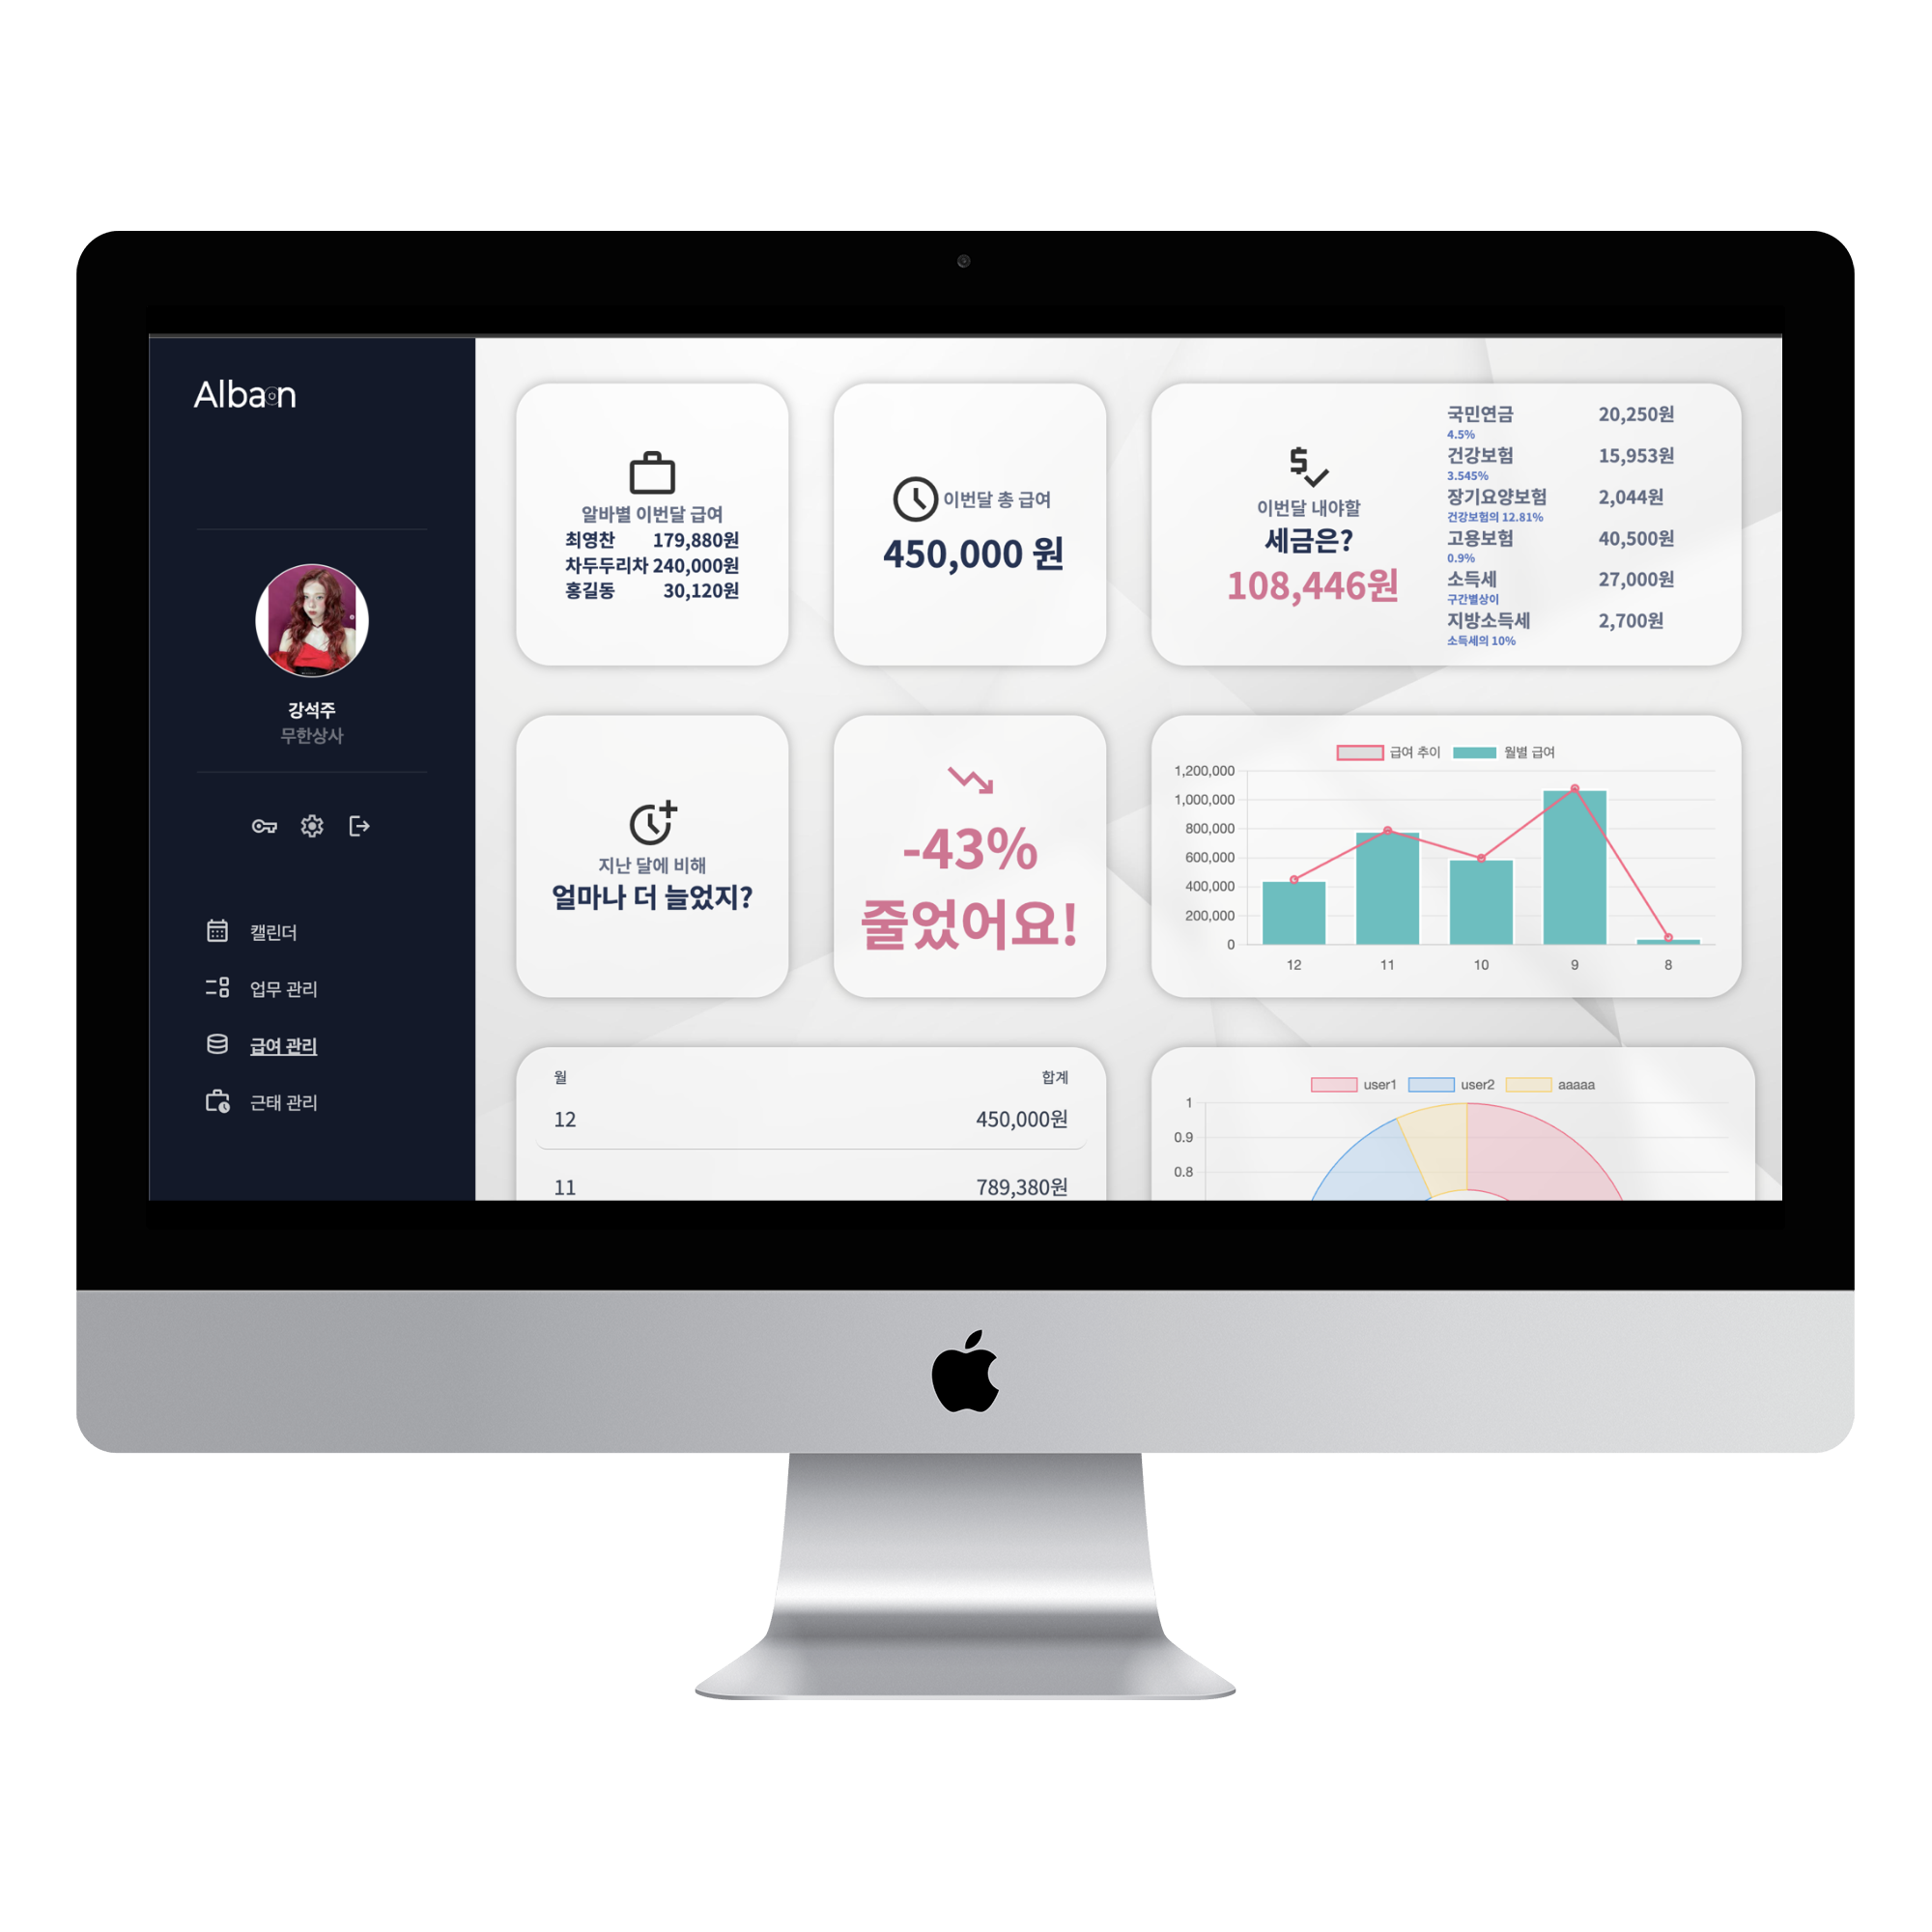 Albaon
강석주
무한상사
캘린더
업무 관리
급여 관리
근태 관리
알바별 이번달 급여
최영찬 179,880원
차두두리차 240,000원
홍길동 30,120원
이번달 총 급여
450,000 원
이번달 내야할
세금은?
108,446원
국민연금 20,250원
4.5%
건강보험 15,953원
3.545%
장기요양보험 2,044원
건강보험의 12.81%
고용보험 40,500원
0.9%
소득세 27,000원
구간별상이
지방소득세 2,700원
소득세의 10%
지난 달에 비해
얼마나 더 늘었지?
-43%
줄었어요!
급여 추이 월별 급여
1,200,000
1,000,000
800,000
600,000
400,000
200,000
0
12 11 10 9 8
월 합계
12 450,000원
11 789,380원
user1 user2 aaaaa
1
0.9
0.8